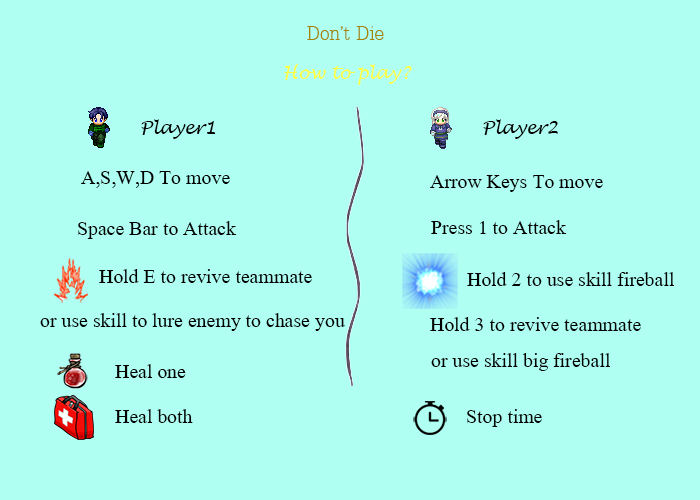 Don't Die
How to play?
Player1
A,S,W,D To move
Space Bar to Attack
Hold E to revive teammate
or use skill to lure enemy to chase you
Heal one
Heal both
Player2
Arrow Keys To move
Press 1 to Attack
Hold 2 to use skill fireball
Hold 3 to revive teammate
or use skill big fireball
Stop time